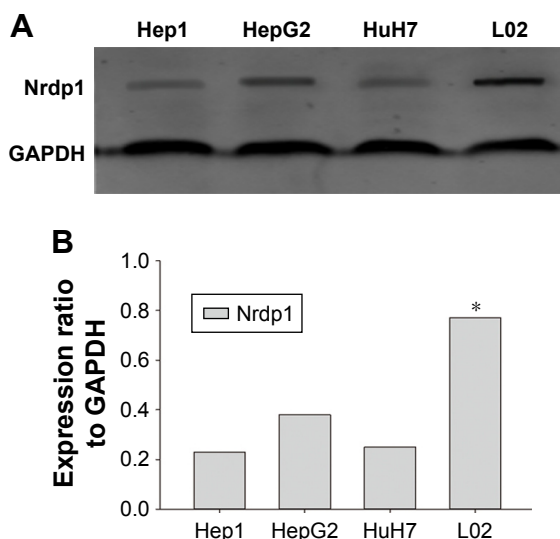 A
Hep1 HepG2 HuH7 L02
Nrdp1
GAPDH
B
Expression ratio
to GAPDH
1.0
0.8
0.6
0.4
0.2
0.0
Nrdp1
*
Hep1 HepG2 HuH7 L02